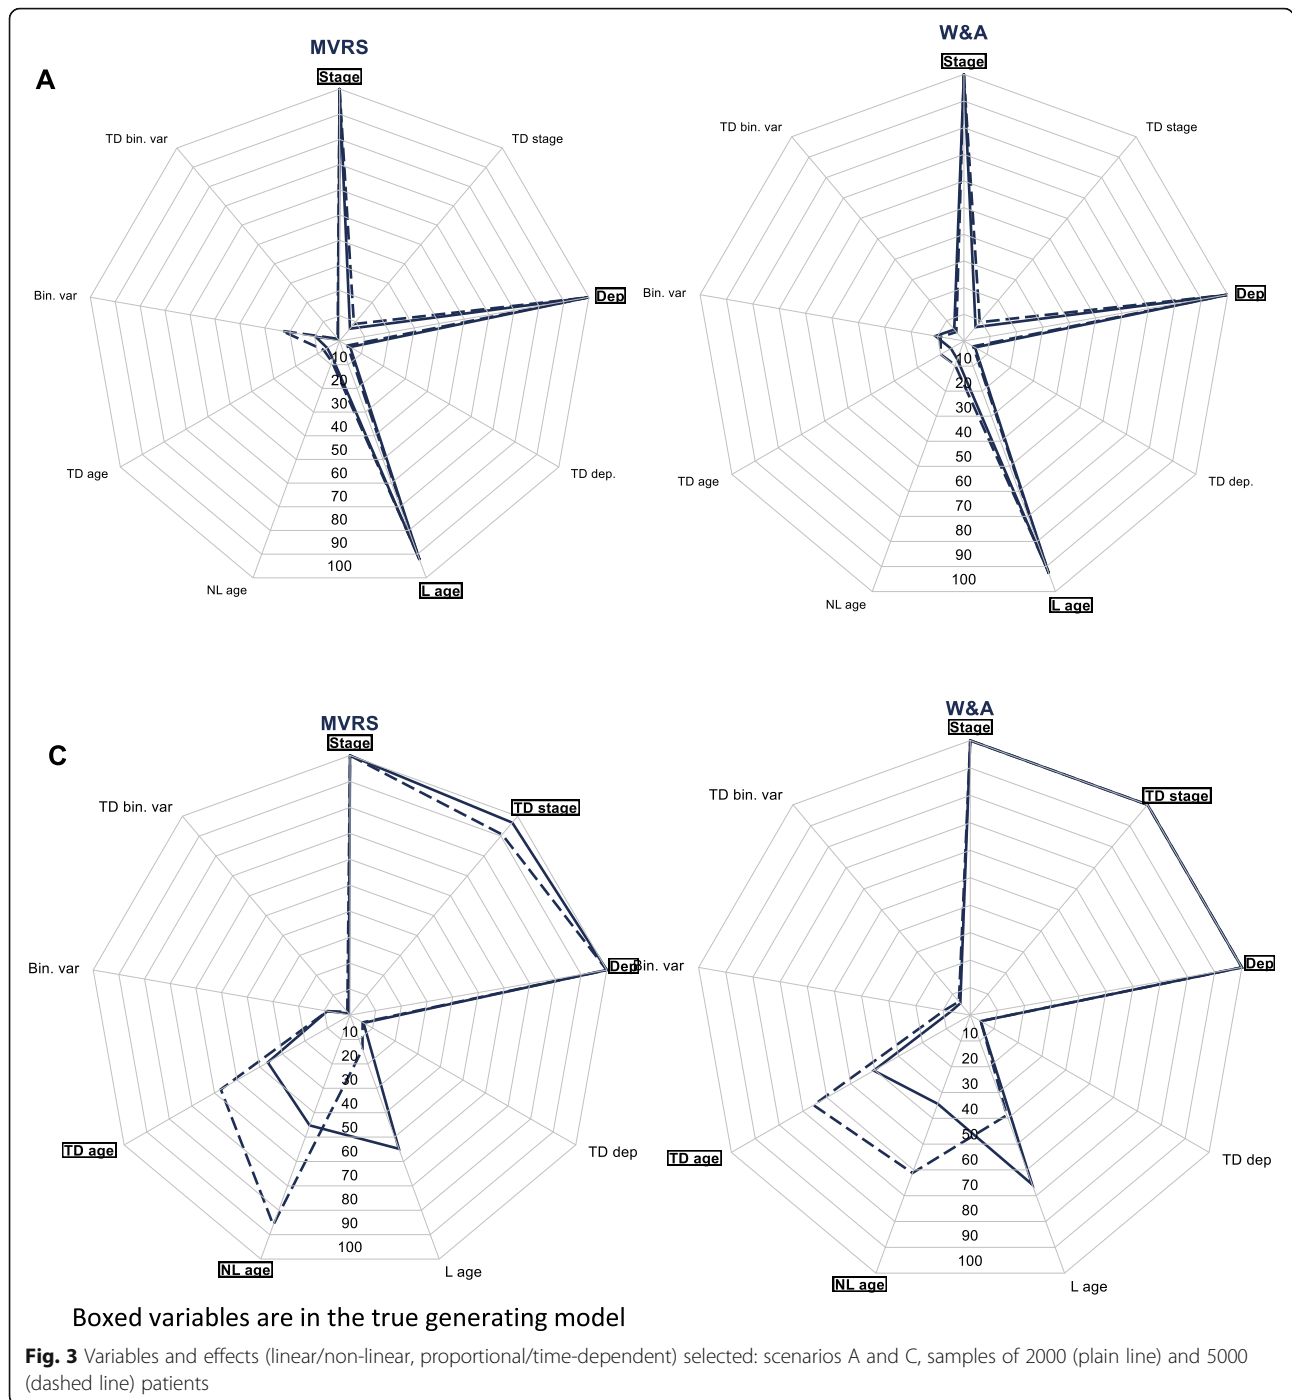 A
MVRS
Stage
TD stage
Dep
TD dep.
L age
NL age
TD age
Bin. var
TD bin. var
10
20
30
40
50
60
70
80
90
100
W&A
Stage
TD stage
Dep
TD dep.
L age
NL age
TD age
Bin. var
TD bin. var
10
20
30
40
50
60
70
80
90
100
C
MVRS
Stage
TD stage
Dep
TD dep
L age
NL age
TD age
Bin. var
TD bin. var
10
20
30
40
50
60
70
80
90
100
W&A
Stage
TD stage
Dep
TD dep
L age
NL age
TD age
Bin. var
TD bin. var
10
20
30
40
50
60
70
80
90
100
Boxed variables are in the true generating model
Fig. 3 Variables and effects (linear/non-linear, proportional/time-dependent) selected: scenarios A and C, samples of 2000 (plain line) and 5000
(dashed line) patients